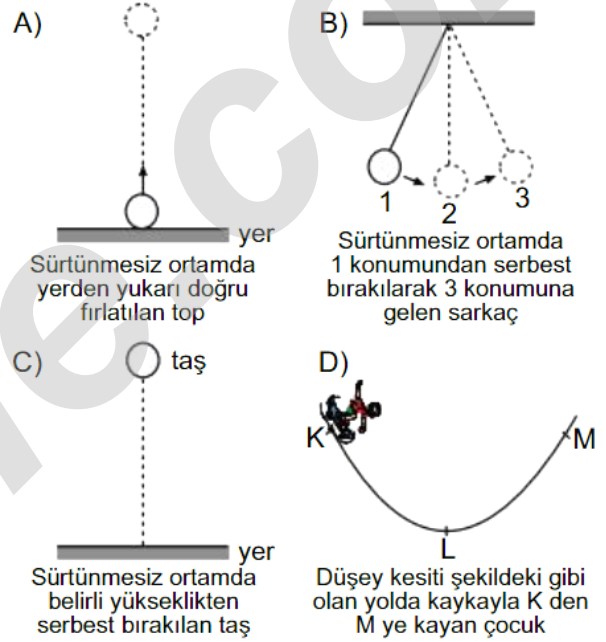 A)
yer
Sürtünmesiz ortamda
yerden yukarı doğru
fırlatılan top
B)
1
2
3
Sürtünmesiz ortamda
1 konumundan serbest
bırakılarak 3 konumuna
gelen sarkaç
C)
taş
yer
Sürtünmesiz ortamda
belirli yükseklikten
serbest bırakılan taş
D)
K
M
L
Düşey kesiti şekildeki gibi
olan yolda kaykayla K den
M ye kayan çocuk